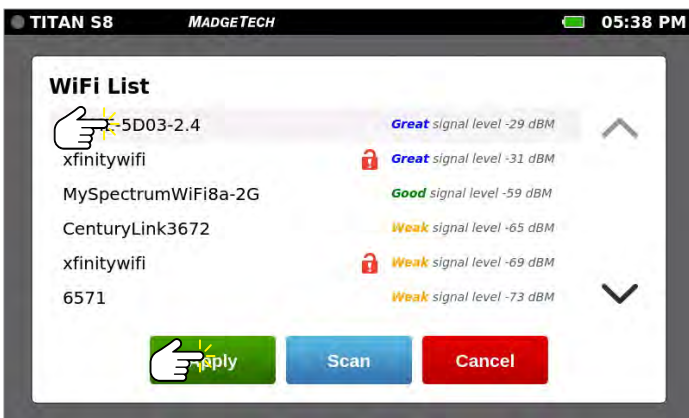 TITAN S8 MADGETECH 05:38 PM
WiFi List
-5D03-2.4 Great signal level -29 dBM
xfinitywifi Great signal level -31 dBM
MySpectrumWiFi8a-2G Good signal level -59 dBM
CenturyLink3672 Weak signal level -65 dBM
xfinitywifi Weak signal level -69 dBM
6571 Weak signal level -73 dBM
Apply Scan Cancel